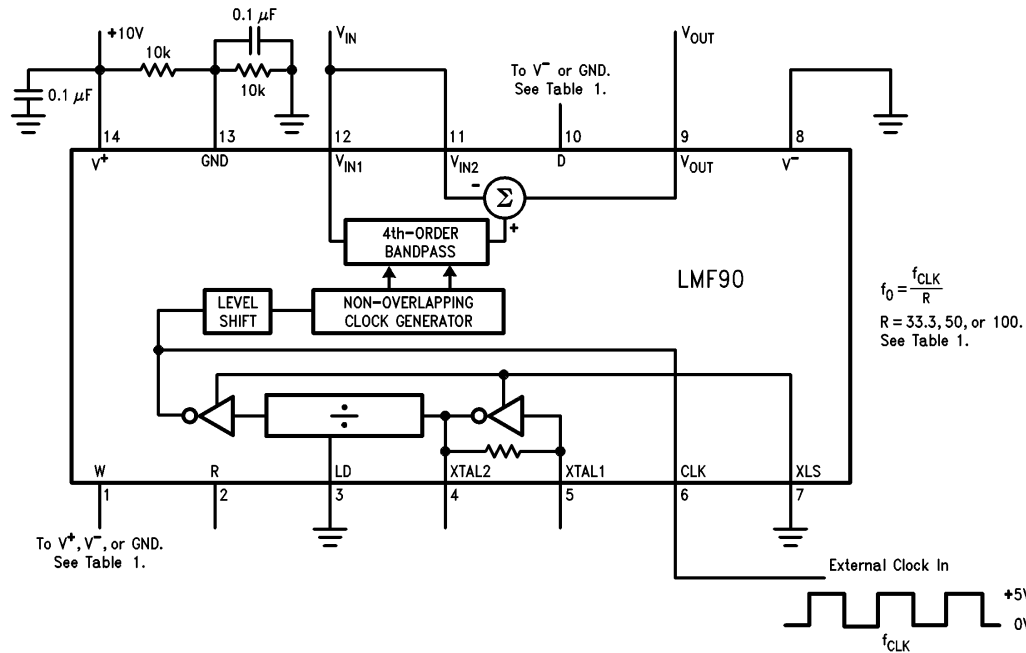 +10V
10k
0.1 μF
0.1 μF
10k
V_IN
To V⁻ or GND.
See Table 1.
V_OUT
14
13
12
11
10
9
8
V⁺
GND
V_IN1
V_IN2
D
V_OUT
V⁻
-
Σ
+
4th-ORDER
BANDPASS
LMF90
LEVEL
SHIFT
NON-OVERLAPPING
CLOCK GENERATOR
f_0 = f_CLK / R
R = 33.3, 50, or 100.
See Table 1.
÷
W
R
LD
XTAL2
XTAL1
CLK
XLS
1
2
3
4
5
6
7
To V⁺, V⁻, or GND.
See Table 1.
External Clock In
+5V
0V
f_CLK